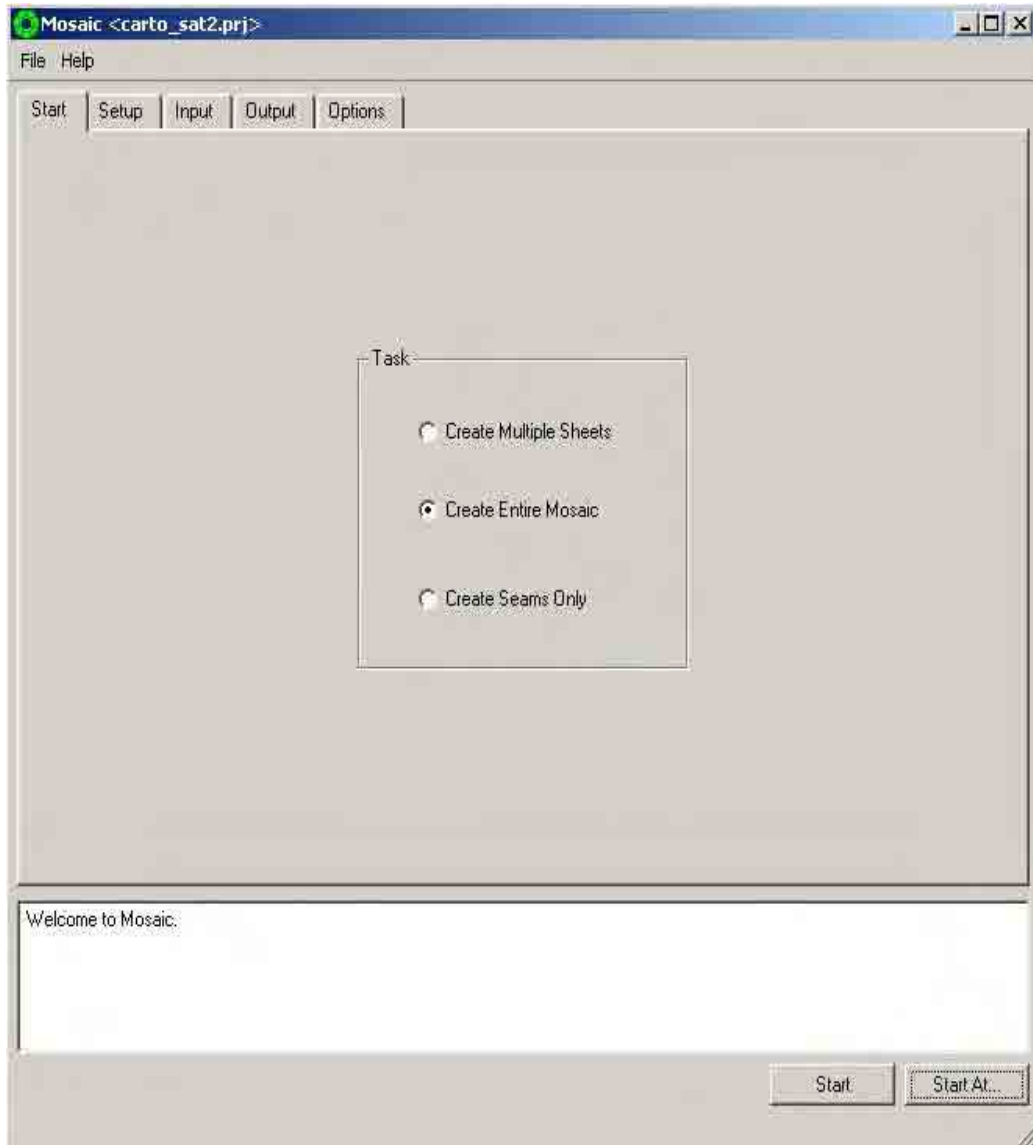 Mosaic <carto_sat2.prj>
File Help
Start Setup Input Output Options
Task
Create Multiple Sheets
Create Entire Mosaic
Create Seams Only
Welcome to Mosaic.
Start Start At...